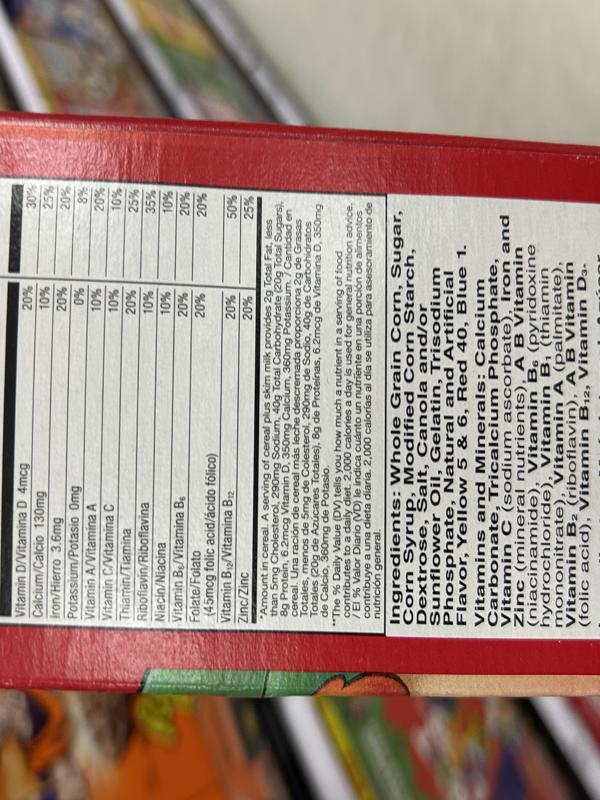 Vitamin D/Vitamina D 4mcg 20% 30%
Calcium/Calcio 130mg 10% 25%
Iron/Hierro 3.6mg 20% 20%
Potassium/Potasio 0mg 0% 8%
Vitamin A/Vitamina A 10% 20%
Vitamin C/Vitamina C 10% 10%
Thiamin/Tiamina 20% 25%
Riboflavin/Riboflavina 10% 35%
Niacin/Niacina 10% 10%
Vitamin B₆/Vitamina B₆ 20% 20%
Folate/Folato 20% 20%
(45mcg folic acid/ácido fólico)
Vitamin B₁₂/Vitamina B₁₂ 20% 50%
Zinc/Zinc 20% 25%
*Amount in cereal. A serving of cereal plus skim milk provides 2g Total Fat, less
than 5mg Cholesterol, 290mg Sodium, 40g Total Carbohydrate (20g Total Sugars),
8g Protein, 6.2mcg Vitamin D, 350mg Calcium, 360mg Potassium. / Cantidad en
cereal. Una ración de cereal más leche descremada proporciona 2g de Grasas
Totales, menos de 5mg de Colesterol, 290mg de Sodio, 40g de Carbohidratos
Totales (20g de Azúcares Totales), 8g de Proteínas, 6.2mcg de Vitamina D, 350mg
de Calcio, 360mg de Potasio.
**The % Daily Value (DV) tells you how much a nutrient in a serving of food
contributes to a daily diet. 2,000 calories a day is used for general nutrition advice.
/ El % Valor Diario (VD) le indica cuánto un nutriente en una porción de alimentos
contribuye a una dieta diaria. 2,000 calorías al día se utiliza para asesoramiento de
nutrición general.
Ingredients: Whole Grain Corn, Sugar,
Corn Syrup, Modified Corn Starch,
Dextrose, Salt, Canola and/or
Sunflower Oil, Gelatin, Trisodium
Phosphate, Natural and Artificial
Flavor, Yellow 5 & 6, Red 40, Blue 1.
Vitamins and Minerals: Calcium
Carbonate, Tricalcium Phosphate,
Vitamin C (sodium ascorbate), Iron and
Zinc (mineral nutrients), A B Vitamin
(niacinamide), Vitamin B₆ (pyridoxine
hydrochloride), Vitamin B₁ (thiamin
mononitrate), Vitamin A (palmitate),
Vitamin B₂ (riboflavin), A B Vitamin
(folic acid), Vitamin B₁₂, Vitamin D₃.